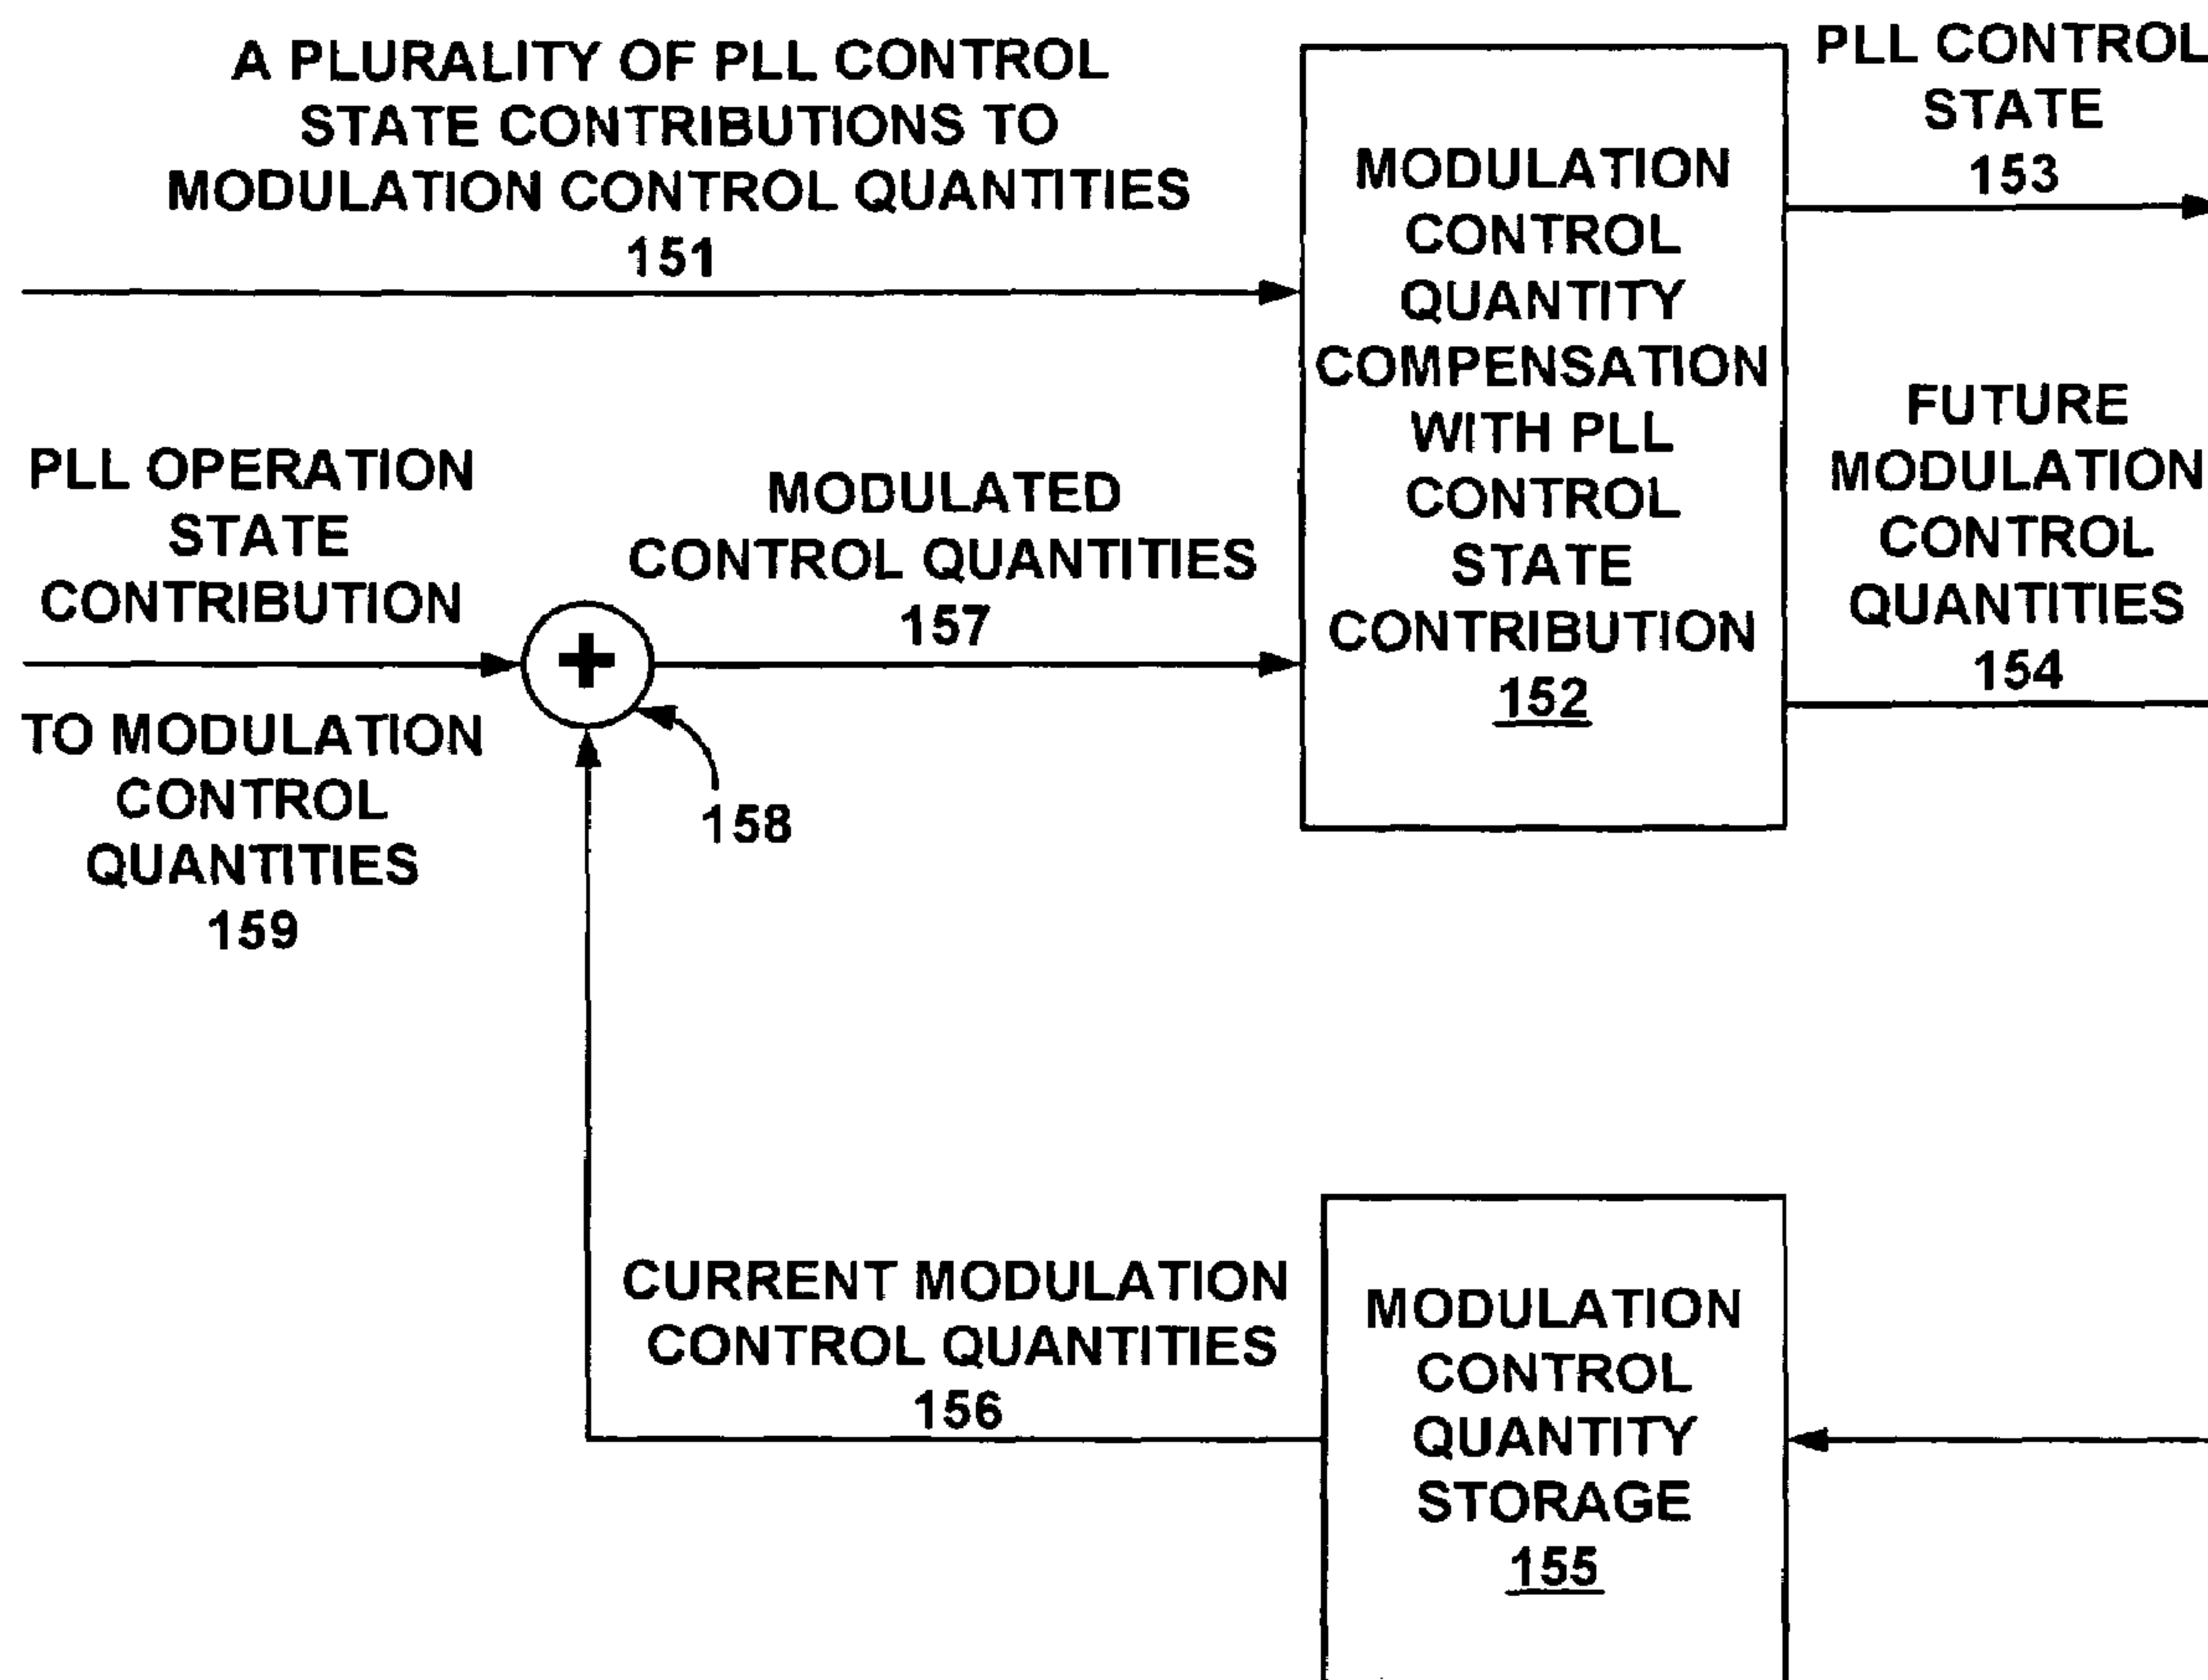 A PLURALITY OF PLL CONTROL
STATE CONTRIBUTIONS TO
MODULATION CONTROL QUANTITIES
151
PLL CONTROL
STATE
153
MODULATION
CONTROL
QUANTITY
COMPENSATION
WITH PLL
CONTROL
STATE
CONTRIBUTION
152
FUTURE
MODULATION
CONTROL
QUANTITIES
154
PLL OPERATION
STATE
CONTRIBUTION
TO MODULATION
CONTROL
QUANTITIES
159
MODULATED
CONTROL QUANTITIES
157
+
158
CURRENT MODULATION
CONTROL QUANTITIES
156
MODULATION
CONTROL
QUANTITY
STORAGE
155